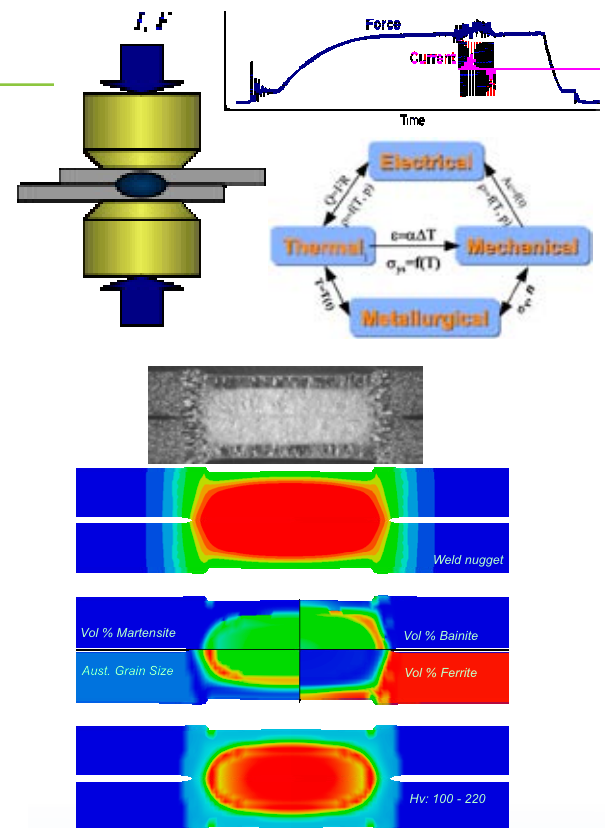 I, F
Force
Current
Time
Electrical
Q=I²R
ρ=f(T, p)
Ac=f(t)
ρ=f(T, p)
Thermal
ε=αΔT
σys=f(T)
Mechanical
T=T(t)
Metallurgical
Weld nugget
Vol % Martensite
Vol % Bainite
Aust. Grain Size
Vol % Ferrite
Hv: 100 - 220